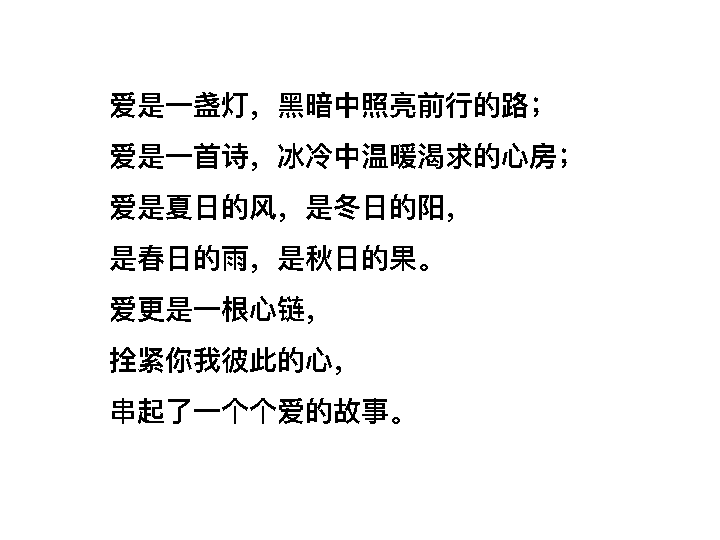 爱是一盏灯，黑暗中照亮前行的路；
爱是一首诗，冰冷中温暖渴求的心房；
爱是夏日的风，是冬日的阳，
是春日的雨，是秋日的果。
爱更是一根心链，
拴紧你我彼此的心，
串起了一个个爱的故事。